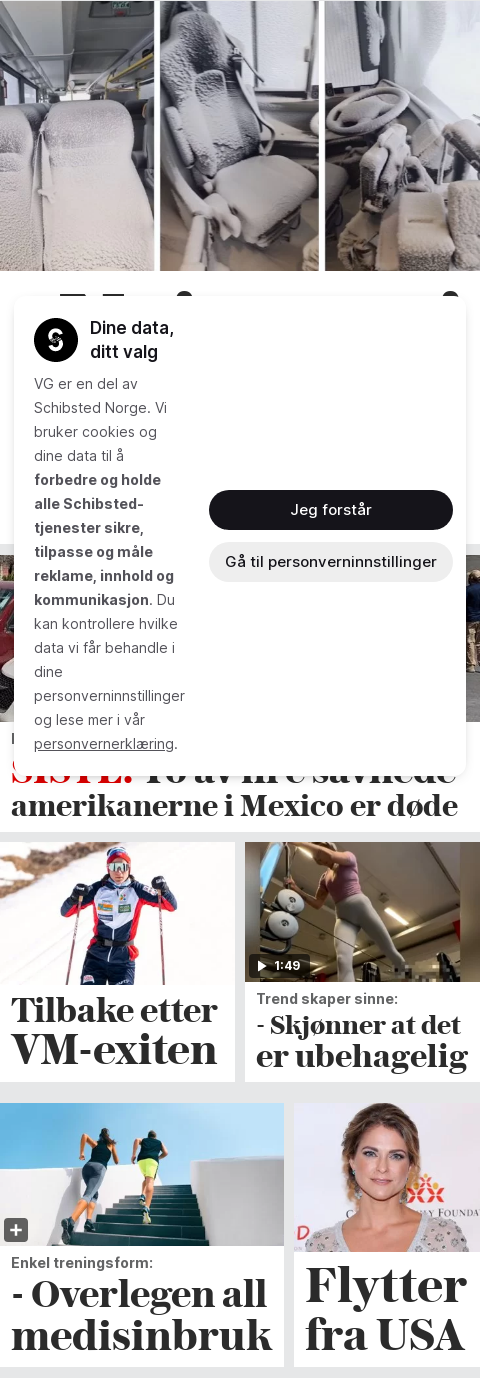 Dine data,
ditt valg
VG er en del av
Schibsted Norge. Vi
bruker cookies og
dine data til å
forbedre og holde
alle Schibsted-
tjenester sikre,
tilpasse og måle
reklame, innhold og
kommunikasjon. Du
kan kontrollere hvilke
data vi får behandle i
dine
personverninnstillinger
og lese mer i vår
personvernerklæring.
Jeg forstår
Gå til personverninnstillinger
SISTE: To av fire savnede
amerikanerne i Mexico er døde
Tilbake etter
VM-exiten
1:49
Trend skaper sinne:
- Skjønner at det
er ubehagelig
Enkel treningsform:
- Overlegen all
medisinbruk
Flytter
fra USA